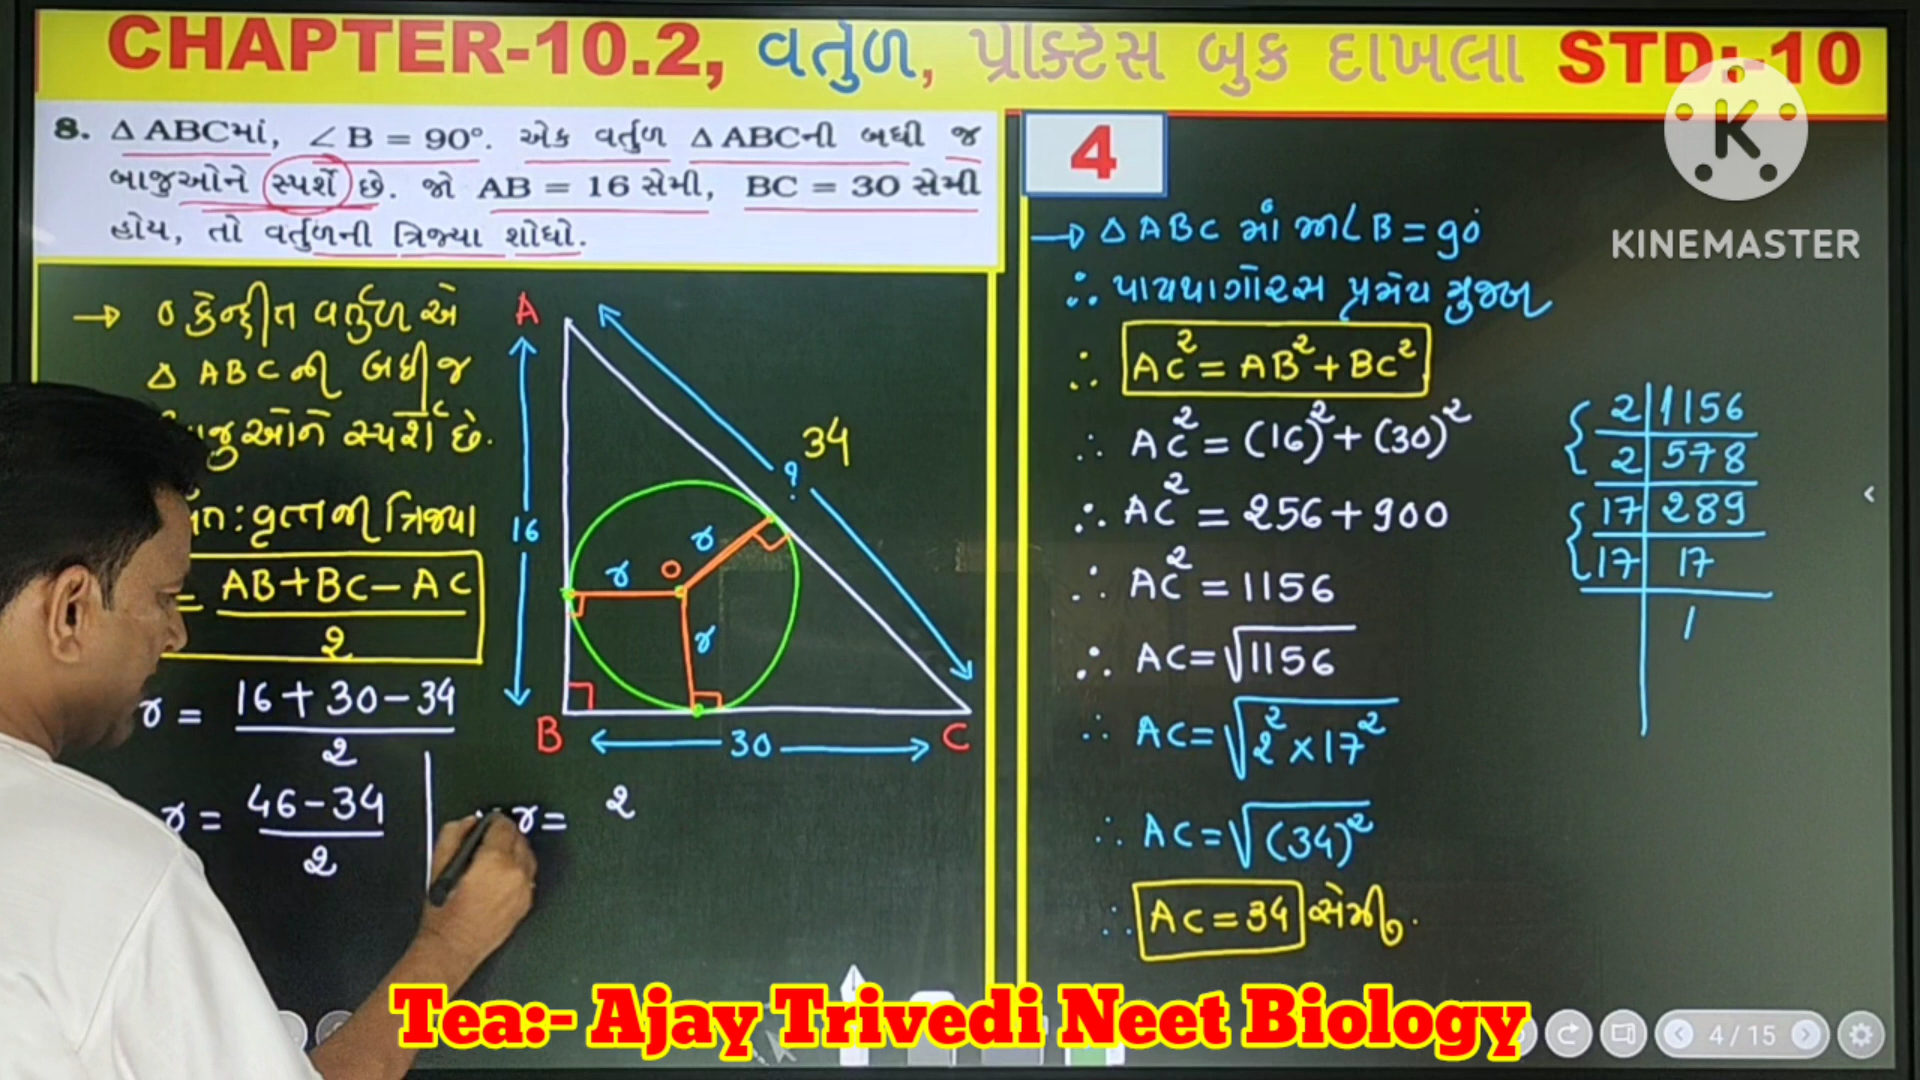 CHAPTER-10.2, વર્તુળ, પ્રેક્ટિસ બુક દાખલા STD:-10
8. Δ ABCમાં, ∠B = 90°. એક વર્તુળ Δ ABCની બધી જ
બાજુઓને સ્પર્શે છે. જો AB = 16 સેમી, BC = 30 સેમી
હોય, તો વર્તુળની ત્રિજ્યા શોધો.
→ O કેન્દ્રીત વર્તુળ એ
Δ ABC ની બધી જ
જુઓને સ્પર્શે છે.
ત:વૃત્તની ત્રિજ્યા
= AB+BC-AC
2
r = 16+30-34
2
r = 46-34
2
r = 2
A
16
34
?
r
O
r
r
B
30
C
4
→ Δ ABC માં ∠B = 90
∴ પાયથાગોરસ પ્રમેય મુજબ
∴ AC² = AB² + BC²
∴ AC² = (16)² + (30)²
∴ AC² = 256 + 900
∴ AC² = 1156
∴ AC = √1156
∴ AC = √2² × 17²
∴ AC = √(34)²
∴ AC = 34 સેમી.
2 | 1156
2 | 578
17 | 289
17 | 17
1
K
KINEMASTER
Tea:- Ajay Trivedi Neet Biology
4 / 15